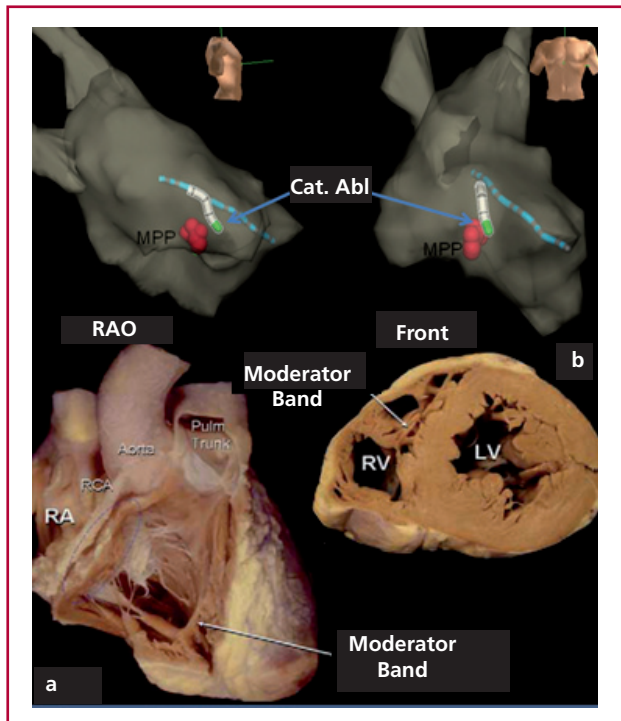 Cat. Abl
MPP
MPP
RAO
Front
b
Moderator
Band
Pulm
Trunk
Aorta
RCA
RA
RV
LV
Moderator
Band
a